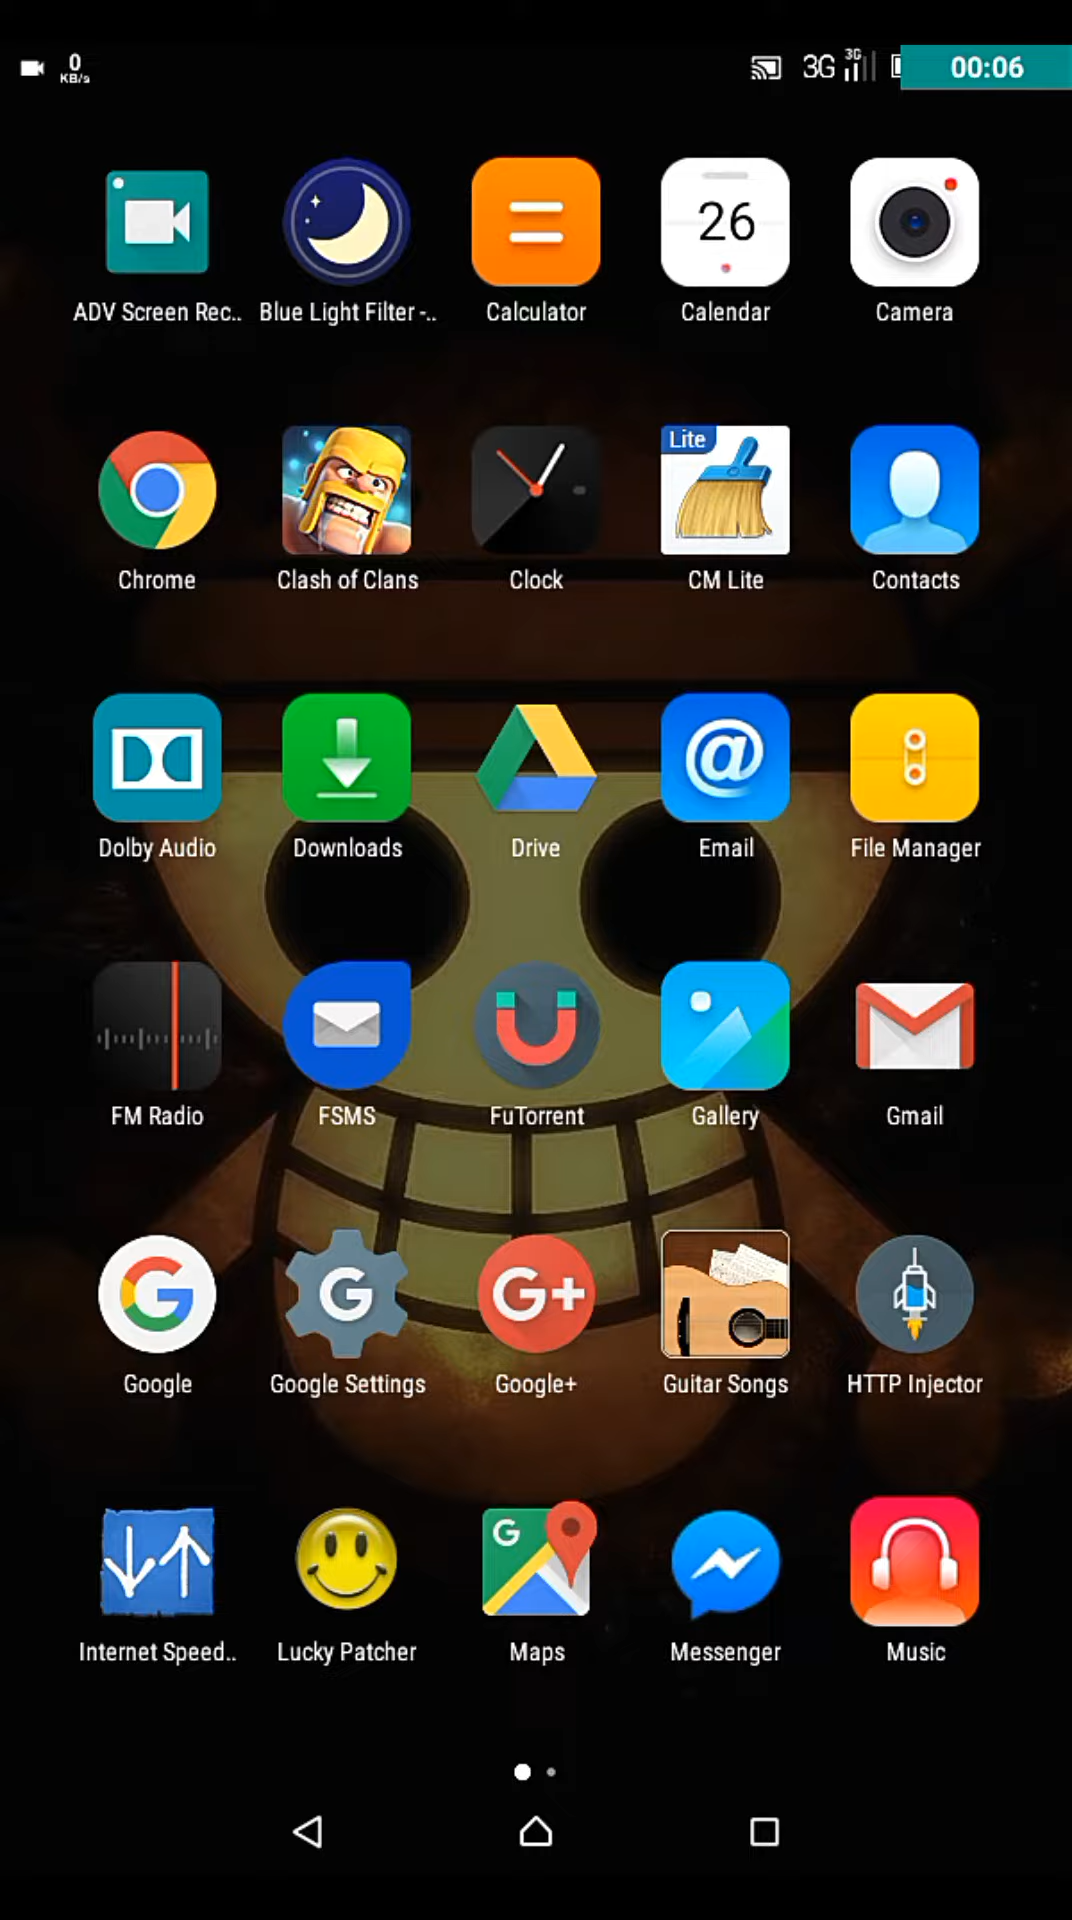 0
KB/s
3G
3G
00:06
26
ADV Screen Rec..
Blue Light Filter -..
Calculator
Calendar
Camera
Lite
Chrome
Clash of Clans
Clock
CM Lite
Contacts
@
Dolby Audio
Downloads
Drive
Email
File Manager
FM Radio
FSMS
FuTorrent
Gallery
Gmail
G
G
G+
Google
Google Settings
Google+
Guitar Songs
HTTP Injector
G
Internet Speed..
Lucky Patcher
Maps
Messenger
Music